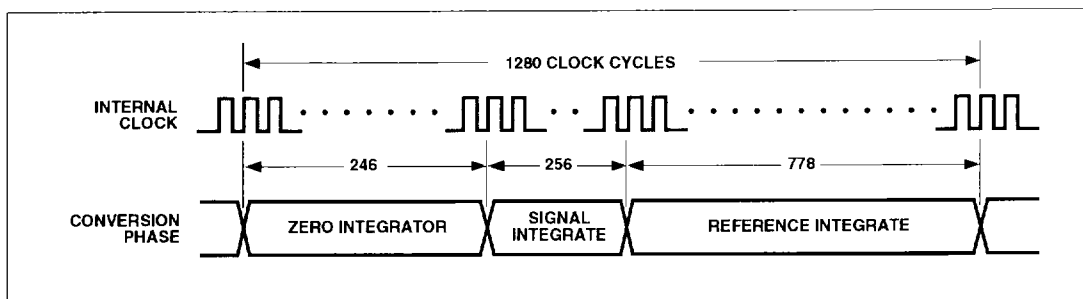 1280 CLOCK CYCLES
INTERNAL
CLOCK
246
256
778
CONVERSION
PHASE
ZERO INTEGRATOR
SIGNAL
INTEGRATE
REFERENCE INTEGRATE